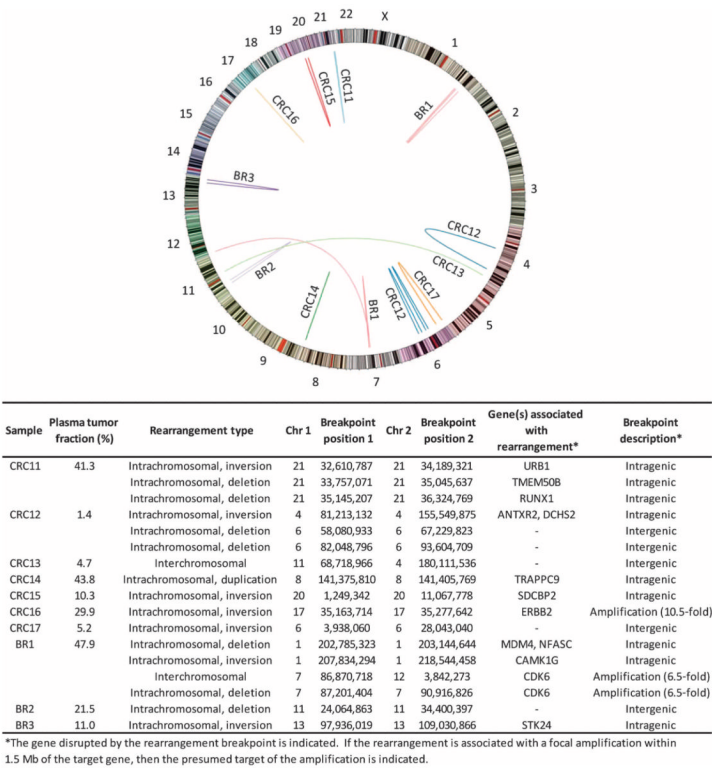 22
X
21
20
19
18
17
16
15
14
13
12
11
10
9
8
7
6
5
4
3
2
1
CRC16
CRC15
CRC11
BR1
BR3
CRC12
CRC13
BR2
CRC14
BR1
CRC12
CRC17
Sample Plasma tumor fraction (%) Rearrangement type Chr 1 Breakpoint position 1 Chr 2 Breakpoint position 2 Gene(s) associated with rearrangement* Breakpoint description*
CRC11 41.3 Intrachromosomal, inversion 21 32,610,787 21 34,189,321 URB1 Intragenic
Intrachromosomal, deletion 21 33,757,071 21 35,045,637 TMEM50B Intragenic
Intrachromosomal, deletion 21 35,145,207 21 36,324,769 RUNX1 Intragenic
CRC12 1.4 Intrachromosomal, inversion 4 81,213,132 4 155,549,875 ANTXR2, DCHS2 Intragenic
Intrachromosomal, deletion 6 58,080,933 6 67,229,823 - Intergenic
Intrachromosomal, deletion 6 82,048,796 6 93,604,709 - Intergenic
CRC13 4.7 Interchromosomal 11 68,718,966 4 180,111,536 - Intergenic
CRC14 43.8 Intrachromosomal, duplication 8 141,375,810 8 141,405,769 TRAPPC9 Intragenic
CRC15 10.3 Intrachromosomal, inversion 20 1,249,342 20 11,067,778 SDCBP2 Intragenic
CRC16 29.9 Intrachromosomal, inversion 17 35,163,714 17 35,277,642 ERBB2 Amplification (10.5-fold)
CRC17 5.2 Intrachromosomal, inversion 6 3,938,060 6 28,043,040 - Intergenic
BR1 47.9 Intrachromosomal, deletion 1 202,785,323 1 203,144,644 MDM4, NFASC Intragenic
Intrachromosomal, inversion 1 207,834,294 1 218,544,458 CAMK1G Intragenic
Interchromosomal 7 86,870,718 12 3,842,273 CDK6 Amplification (6.5-fold)
Intrachromosomal, deletion 7 87,201,404 7 90,916,826 CDK6 Amplification (6.5-fold)
BR2 21.5 Intrachromosomal, deletion 11 24,064,863 11 34,400,397 - Intergenic
BR3 11.0 Intrachromosomal, inversion 13 97,936,019 13 109,030,866 STK24 Intragenic
*The gene disrupted by the rearrangement breakpoint is indicated. If the rearrangement is associated with a focal amplification within
1.5 Mb of the target gene, then the presumed target of the amplification is indicated.